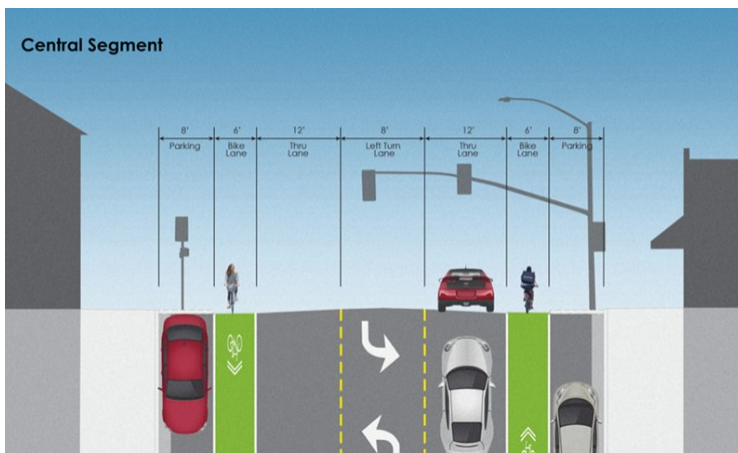 Central Segment
8' 6' 12' 8' 12' 6' 8'
Parking Bike Thru Left Turn Thru Bike Parking
Lane Lane Lane Lane Lane